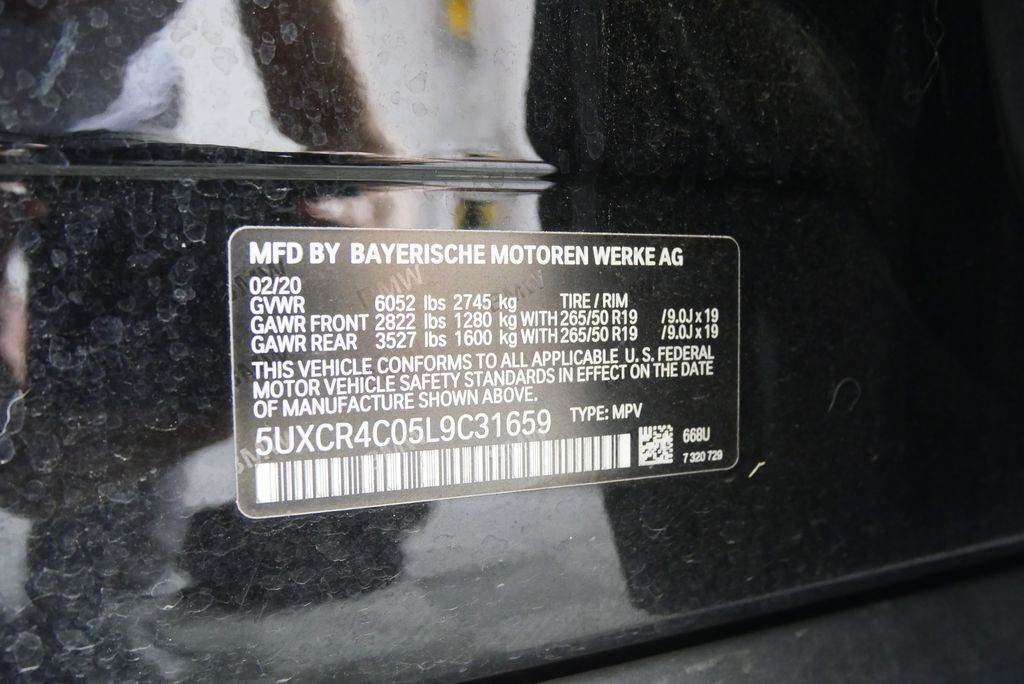 MFD BY BAYERISCHE MOTOREN WERKE AG
02/20
GVWR 6052 lbs 2745 kg TIRE / RIM
GAWR FRONT 2822 lbs 1280 kg WITH 265/50 R19 /9.0J x 19
GAWR REAR 3527 lbs 1600 kg WITH 265/50 R19 /9.0J x 19
THIS VEHICLE CONFORMS TO ALL APPLICABLE U.S. FEDERAL
MOTOR VEHICLE SAFETY STANDARDS IN EFFECT ON THE DATE
OF MANUFACTURE SHOWN ABOVE.
5UXCR4C05L9C31659 TYPE: MPV
668U
7 320 729
BMW
BMW
BMW